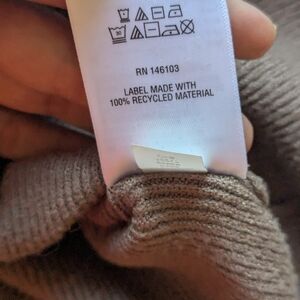 RN 146103
LABEL MADE WITH
100% RECYCLED MATERIAL